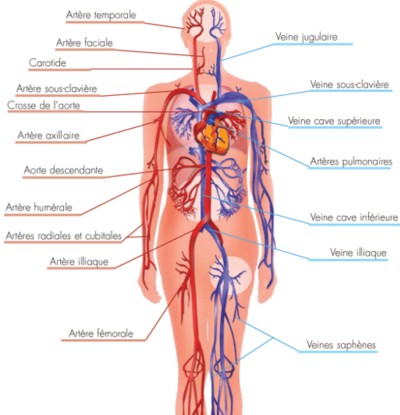 Artère temporale
Artère faciale
Carotide
Artère sous-clavière
Crosse de l'aorte
Artère axillaire
Aorte descendante
Artère humérale
Artères radiales et cubitales
Artère illiaque
Artère fémorale
Veine jugulaire
Veine sous-clavière
Veine cave supérieure
Artères pulmonaires
Veine cave inférieure
Veine illiaque
Veines saphènes